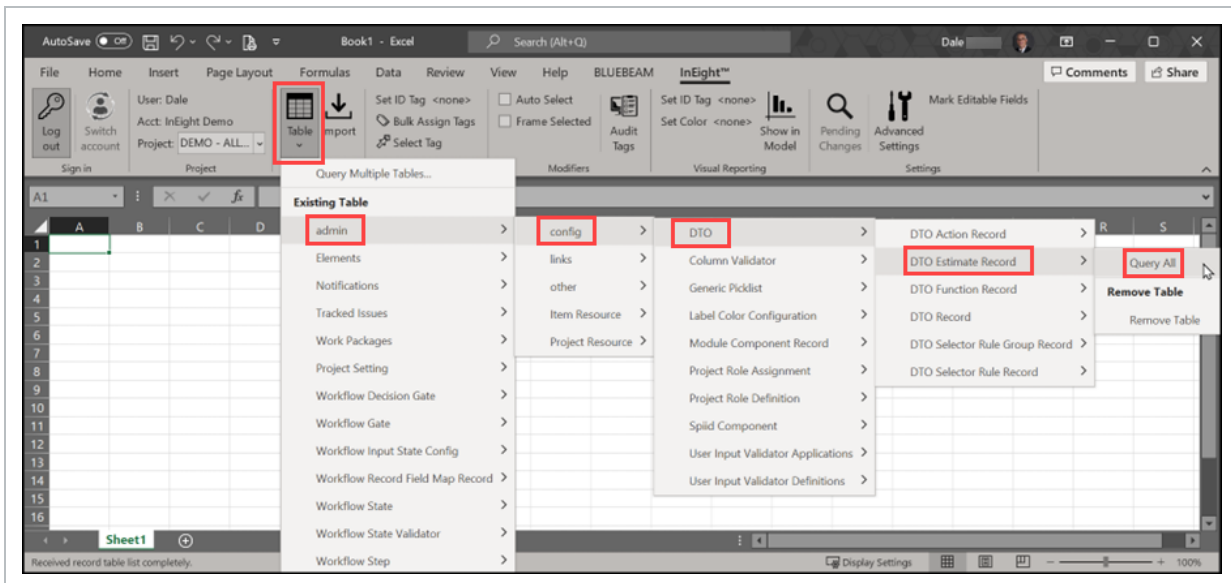 AutoSave Off Book1 - Excel Search (Alt+Q) Dale
File Home Insert Page Layout Formulas Data Review View Help BLUEBEAM InEight™ Comments Share
Log out
Switch account
Sign in
User: Dale
Acct: InEight Demo
Project: DEMO - ALL...
Project
Table
Import
Set ID Tag <none>
Bulk Assign Tags
Select Tag
Auto Select
Frame Selected
Audit Tags
Modifiers
Set ID Tag <none>
Set Color <none>
Show in Model
Visual Reporting
Pending Changes
Advanced Settings
Mark Editable Fields
Settings
A1 fx
A B C D R S
1
2
3
4
5
6
7
8
9
10
11
12
13
14
15
16
Query Multiple Tables...
Existing Table
admin
Elements
Notifications
Tracked Issues
Work Packages
Project Setting
Workflow Decision Gate
Workflow Gate
Workflow Input State Config
Workflow Record Field Map Record
Workflow State
Workflow State Validator
Workflow Step
config
links
other
Item Resource
Project Resource
DTO
Column Validator
Generic Picklist
Label Color Configuration
Module Component Record
Project Role Assignment
Project Role Definition
Spiid Component
User Input Validator Applications
User Input Validator Definitions
DTO Action Record
DTO Estimate Record
DTO Function Record
DTO Record
DTO Selector Rule Group Record
DTO Selector Rule Record
Query All
Remove Table
Remove Table
Sheet1
Received record table list completely. Display Settings 100%